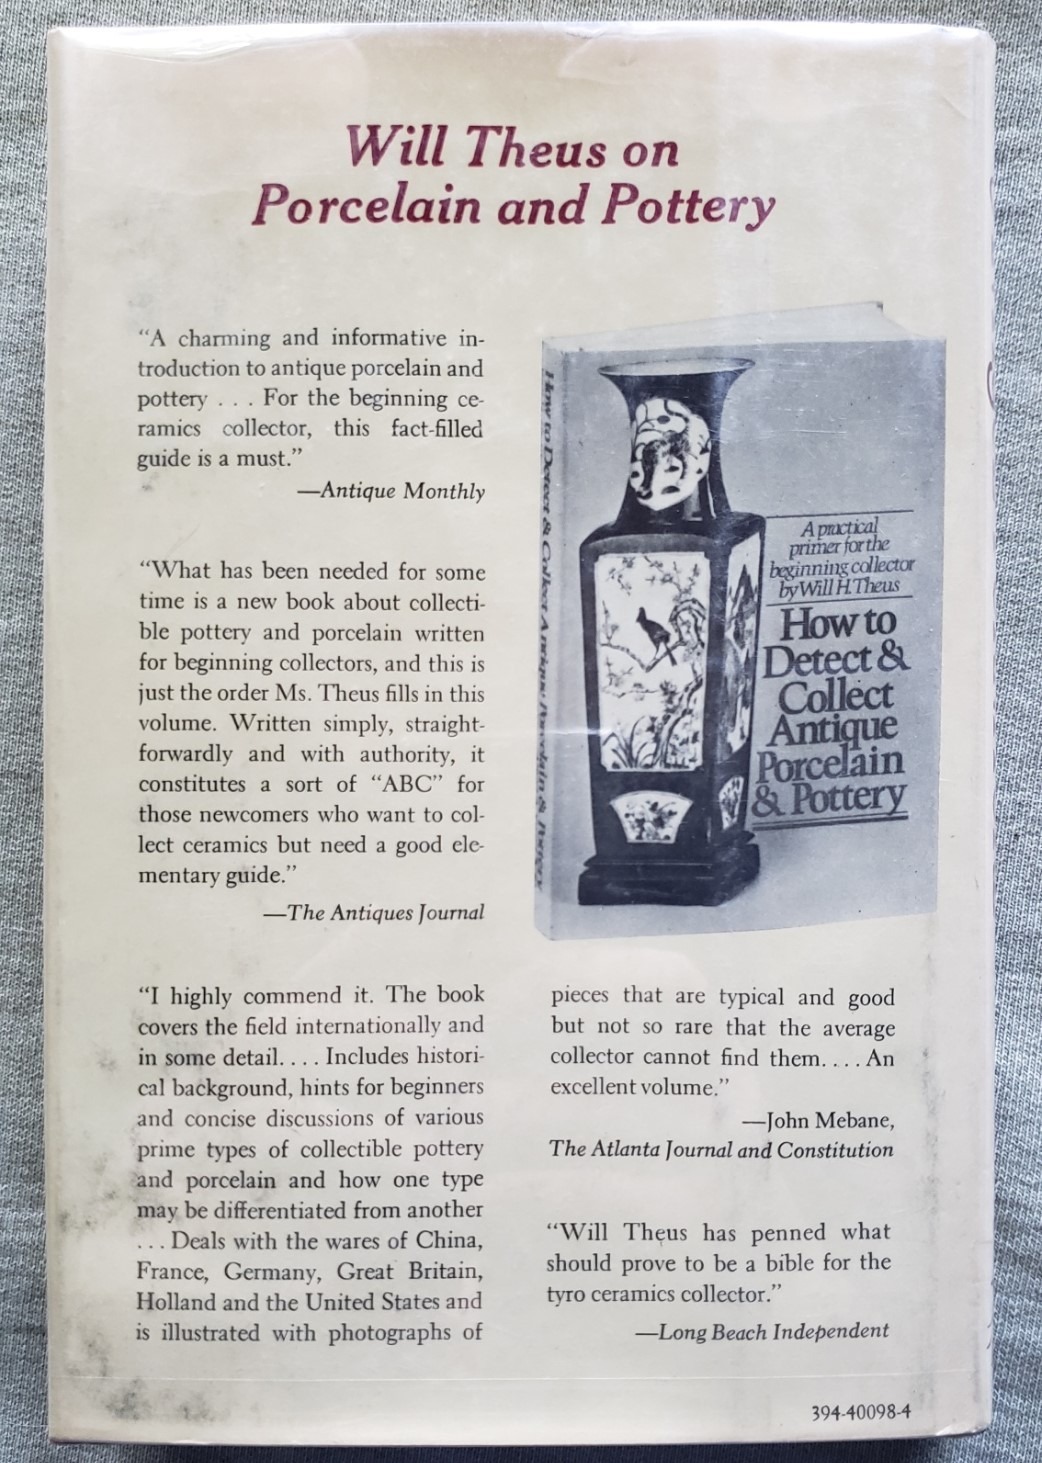 Will Theus on
Porcelain and Pottery
“A charming and informative in-
troduction to antique porcelain and
pottery . . . For the beginning ce-
ramics collector, this fact-filled
guide is a must.”
—Antique Monthly
“What has been needed for some
time is a new book about collecti-
ble pottery and porcelain written
for beginning collectors, and this is
just the order Ms. Theus fills in this
volume. Written simply, straight-
forwardly and with authority, it
constitutes a sort of “ABC” for
those newcomers who want to col-
lect ceramics but need a good ele-
mentary guide.”
—The Antiques Journal
How to Detect & Collect Antique Porcelain & Pottery
A practical
primer for the
beginning collector
by Will H. Theus
How to
Detect &
Collect
Antique
Porcelain
& Pottery
“I highly commend it. The book
covers the field internationally and
in some detail. . . . Includes histori-
cal background, hints for beginners
and concise discussions of various
prime types of collectible pottery
and porcelain and how one type
may be differentiated from another
. . . Deals with the wares of China,
France, Germany, Great Britain,
Holland and the United States and
is illustrated with photographs of
pieces that are typical and good
but not so rare that the average
collector cannot find them. . . . An
excellent volume.”
—John Mebane,
The Atlanta Journal and Constitution
“Will Theus has penned what
should prove to be a bible for the
tyro ceramics collector.”
—Long Beach Independent
394-40098-4